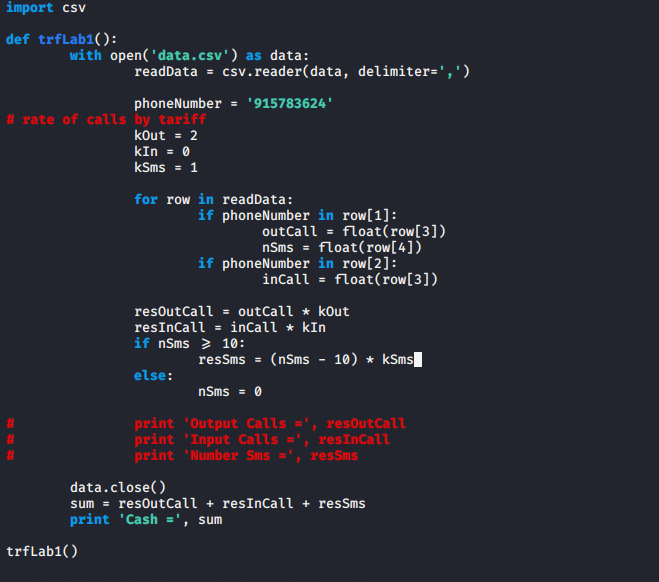 import csv
def trfLab1():
with open('data.csv') as data:
readData = csv.reader(data, delimiter=',')
phoneNumber = '915783624'
# rate of calls by tariff
kOut = 2
kIn = 0
kSms = 1
for row in readData:
if phoneNumber in row[1]:
outCall = float(row[3])
nSms = float(row[4])
if phoneNumber in row[2]:
inCall = float(row[3])
resOutCall = outCall * kOut
resInCall = inCall * kIn
if nSms ⩾ 10:
resSms = (nSms - 10) * kSms
else:
nSms = 0
# print 'Output Calls =', resOutCall
# print 'Input Calls =', resInCall
# print 'Number Sms =', resSms
data.close()
sum = resOutCall + resInCall + resSms
print 'Cash =', sum
trfLab1()